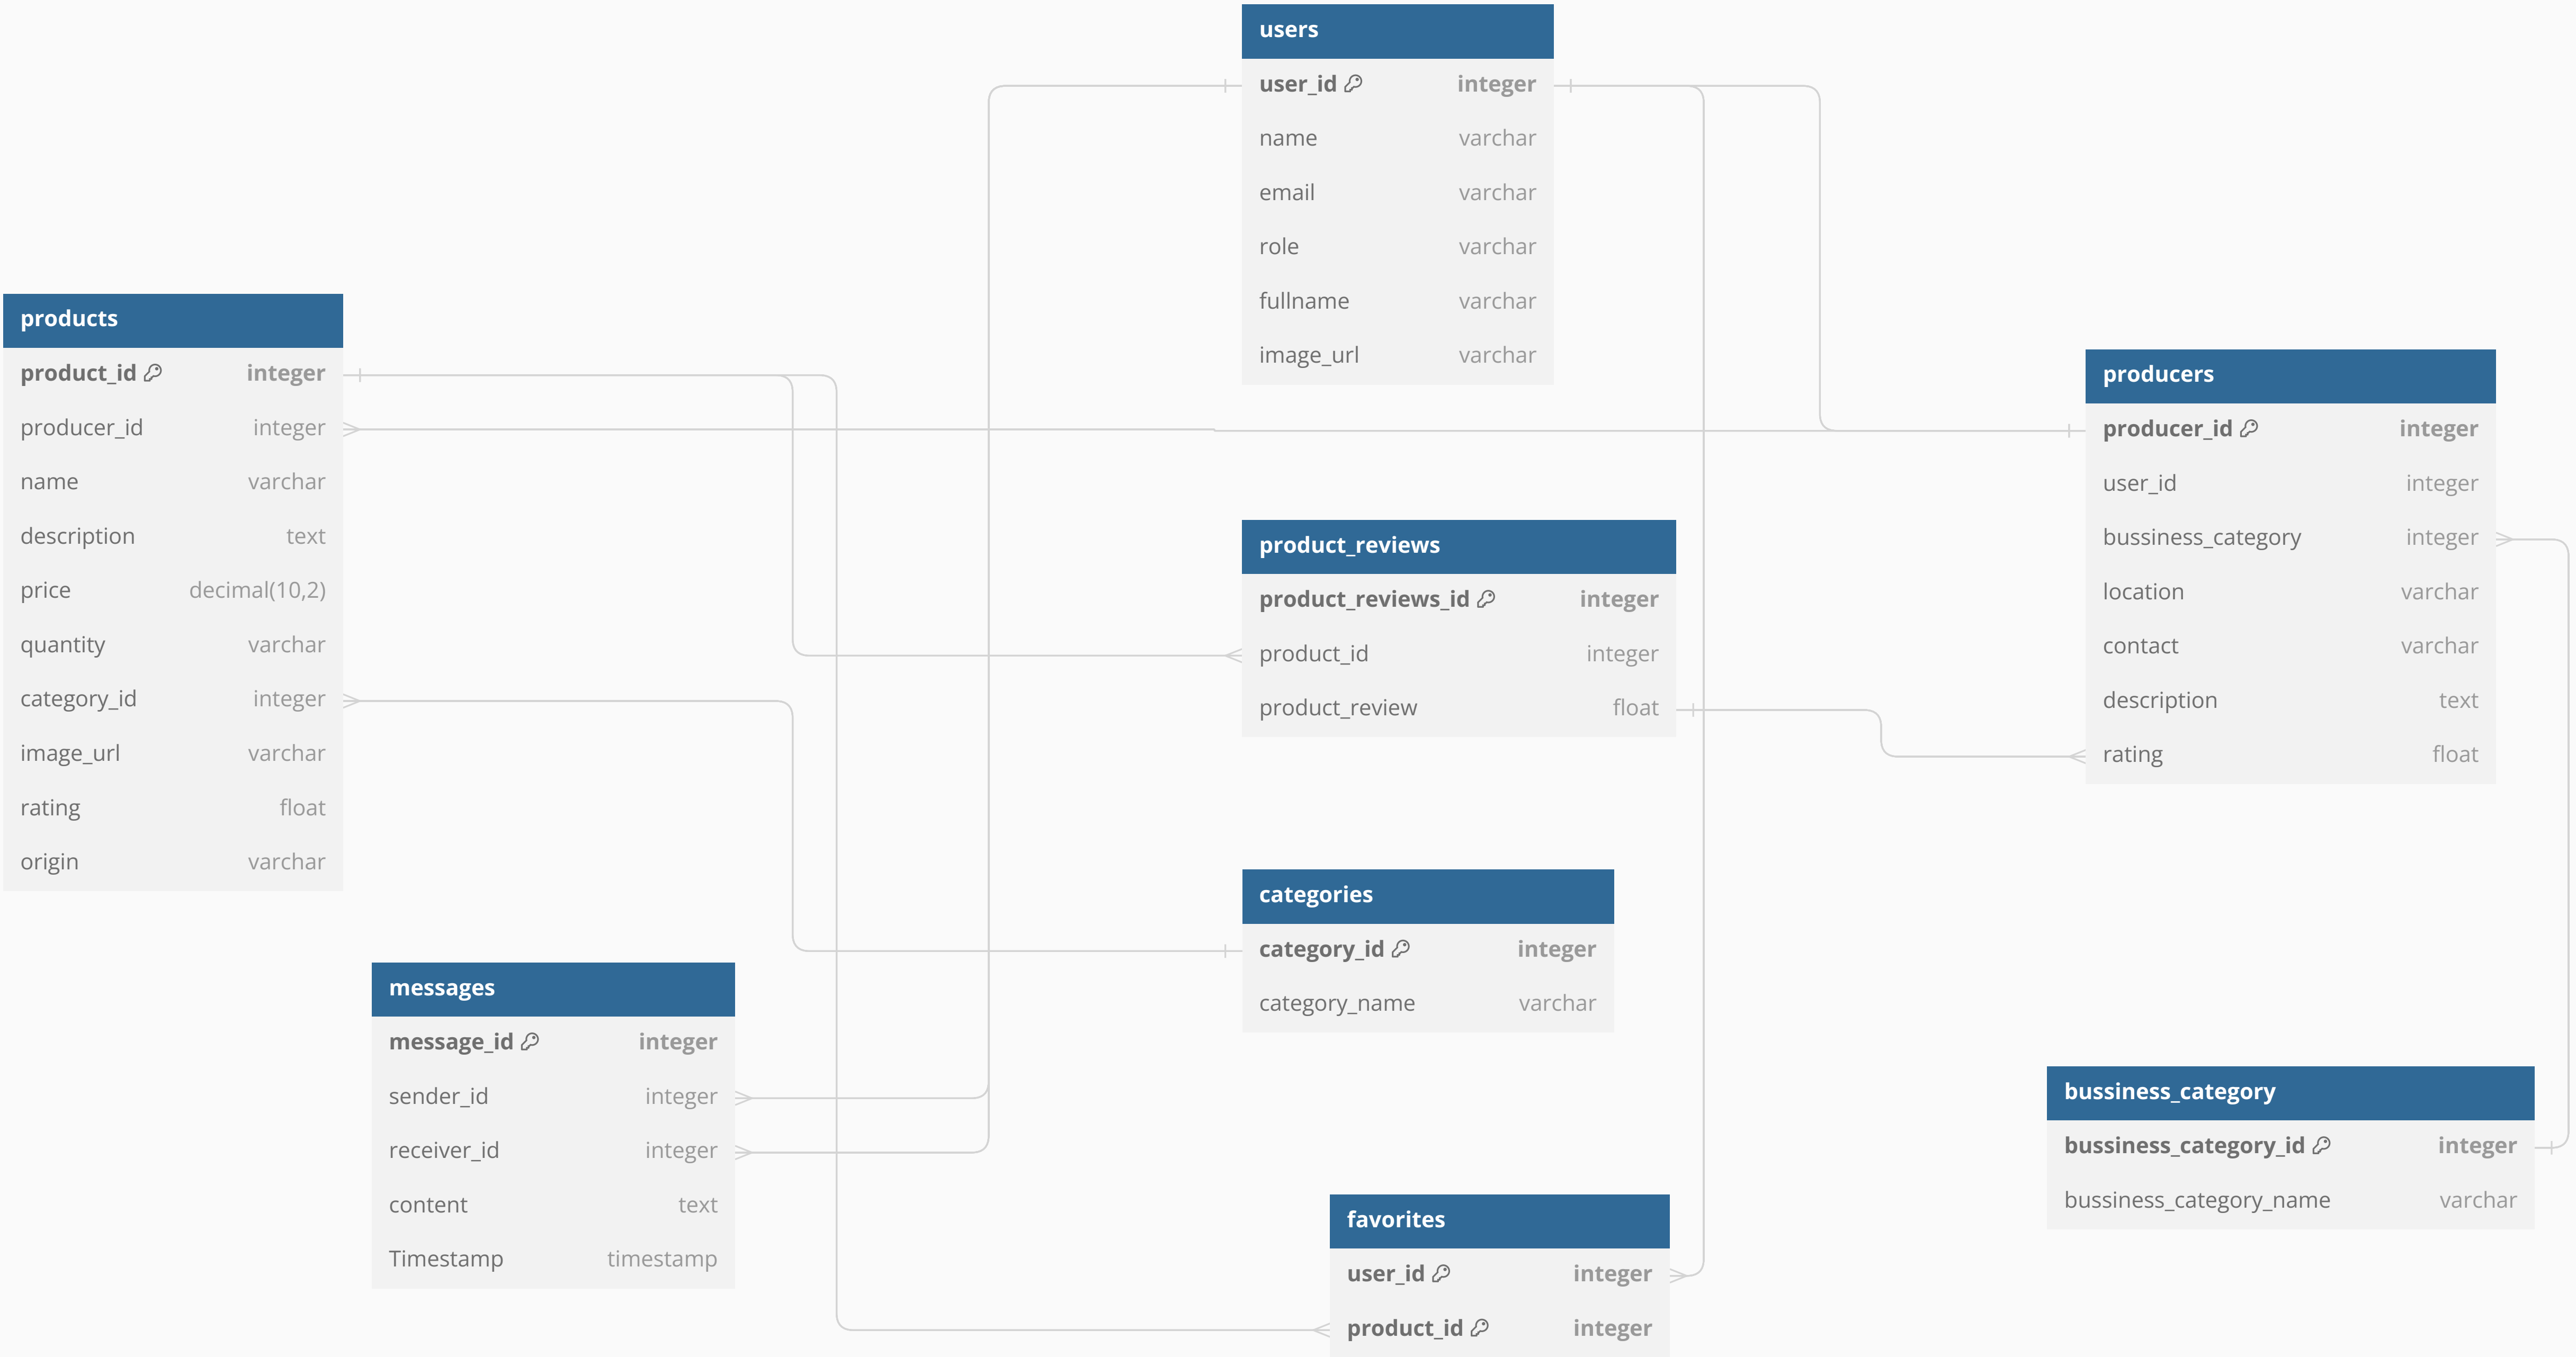 users
user_id integer
name varchar
email varchar
role varchar
fullname varchar
image_url varchar
products
product_id integer
producer_id integer
name varchar
description text
price decimal(10,2)
quantity varchar
category_id integer
image_url varchar
rating float
origin varchar
producers
producer_id integer
user_id integer
bussiness_category integer
location varchar
contact varchar
description text
rating float
product_reviews
product_reviews_id integer
product_id integer
product_review float
categories
category_id integer
category_name varchar
messages
message_id integer
sender_id integer
receiver_id integer
content text
Timestamp timestamp
bussiness_category
bussiness_category_id integer
bussiness_category_name varchar
favorites
user_id integer
product_id integer